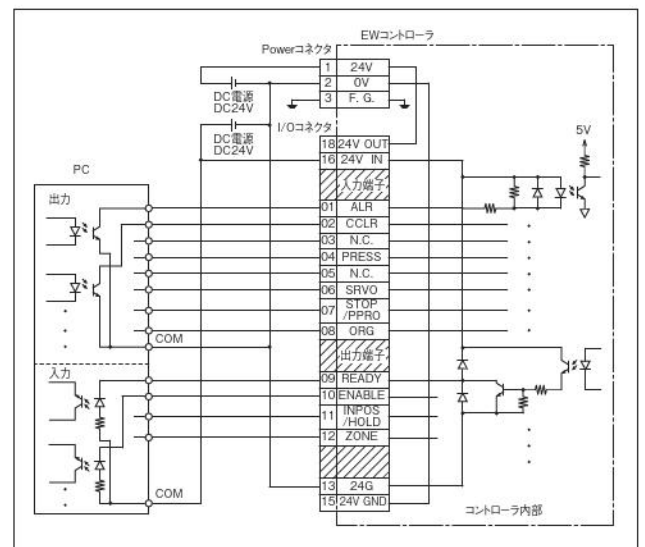 EWコントローラ
Powerコネクタ
1 24V
2 0V
3 F. G.
DC電源
DC24V
DC電源
DC24V
I/Oコネクタ
5V
18 24V OUT
16 24V IN
PC
入力端子
出力
01 ALR
02 CCLR
03 N.C.
04 PRESS
05 N.C.
06 SRVO
07 STOP
/PPRO
08 ORG
COM
出力端子
入力
09 READY
10 ENABLE
11 INPOS
/HOLD
12 ZONE
13 24G
COM
15 24V GND
コントローラ内部